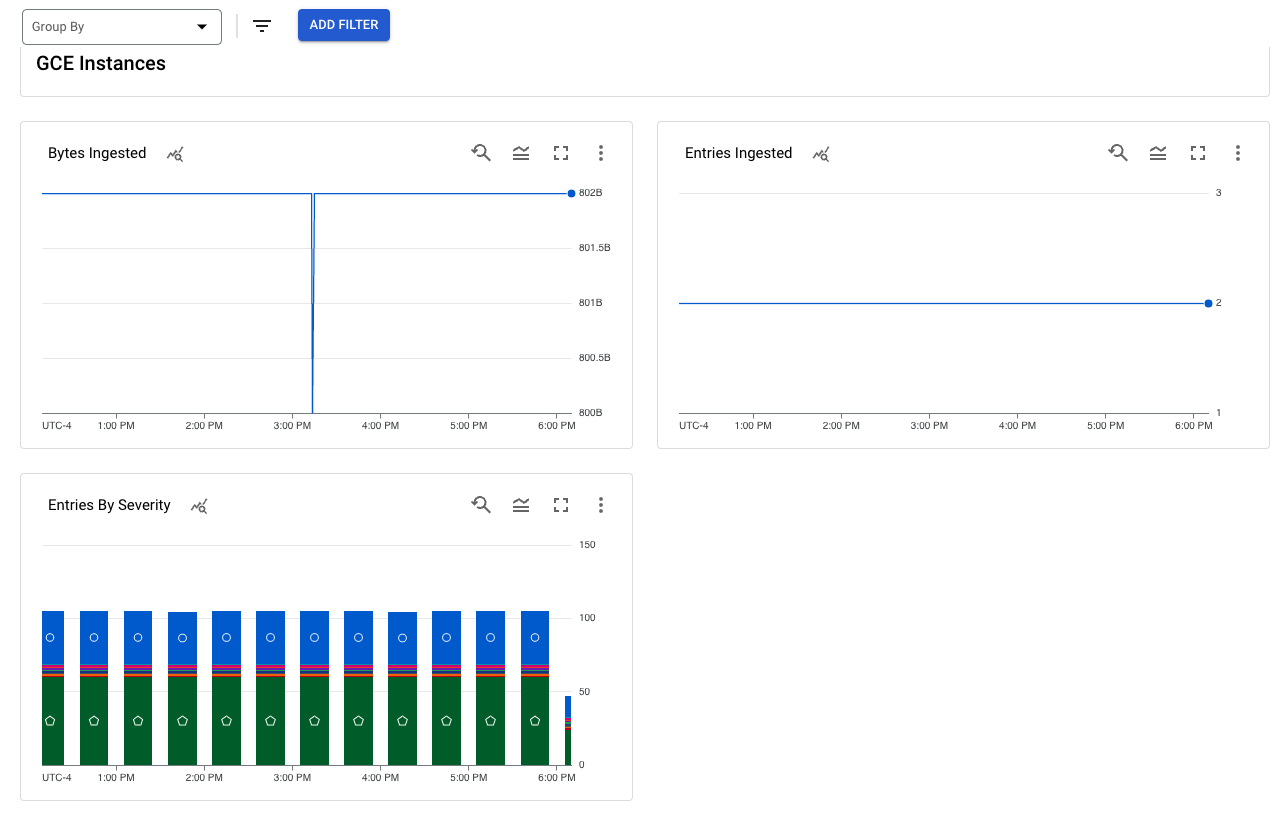 Group By
ADD FILTER
GCE Instances
Bytes Ingested
802B
801.5B
801B
800.5B
800B
UTC-4 1:00 PM 2:00 PM 3:00 PM 4:00 PM 5:00 PM 6:00 PM
Entries Ingested
3
2
1
UTC-4 1:00 PM 2:00 PM 3:00 PM 4:00 PM 5:00 PM 6:00 PM
Entries By Severity
150
100
50
0
UTC-4 1:00 PM 2:00 PM 3:00 PM 4:00 PM 5:00 PM 6:00 PM